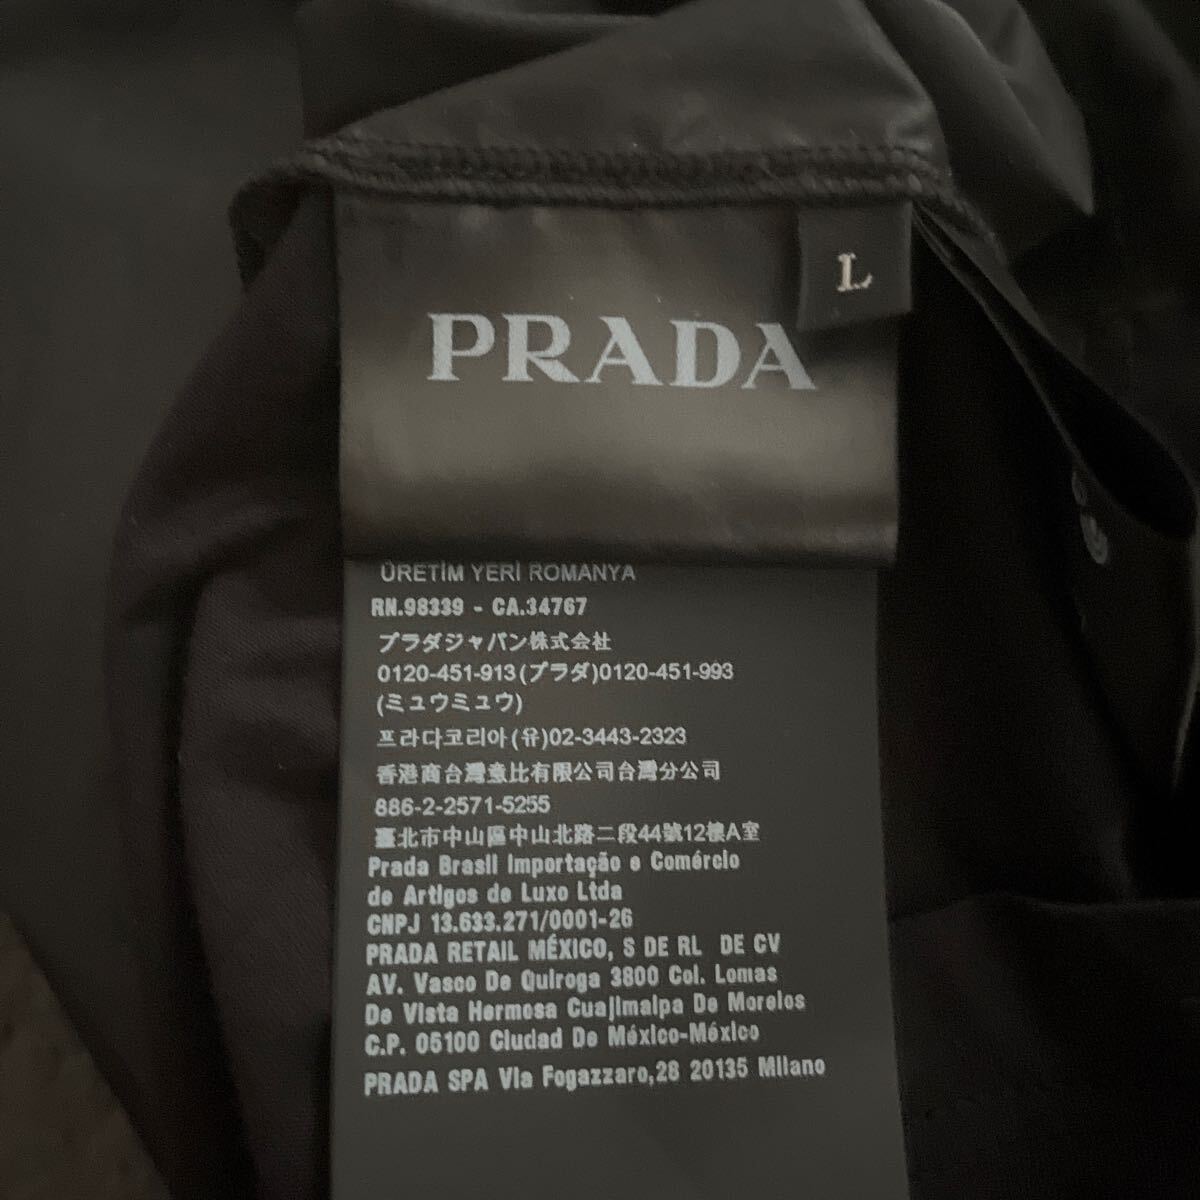 L
PRADA
ÜRETİM YERİ ROMANYA
RN.98339 - CA.34767
プラダジャパン株式会社
0120-451-913(プラダ)0120-451-993
(ミュウミュウ)
프라다코리아(유)02-3443-2323
香港商台灣意比有限公司台灣分公司
886-2-2571-5255
臺北市中山區中山北路二段44號12樓A室
Prada Brasil Importação e Comércio
de Artigos de Luxo Ltda
CNPJ 13.633.271/0001-26
PRADA RETAIL MÉXICO, S DE RL DE CV
AV. Vasco De Quiroga 3800 Col. Lomas
De Vista Hermosa Cuajimalpa De Morelos
C.P. 05100 Ciudad De México-México
PRADA SPA Via Fogazzaro,28 20135 Milano